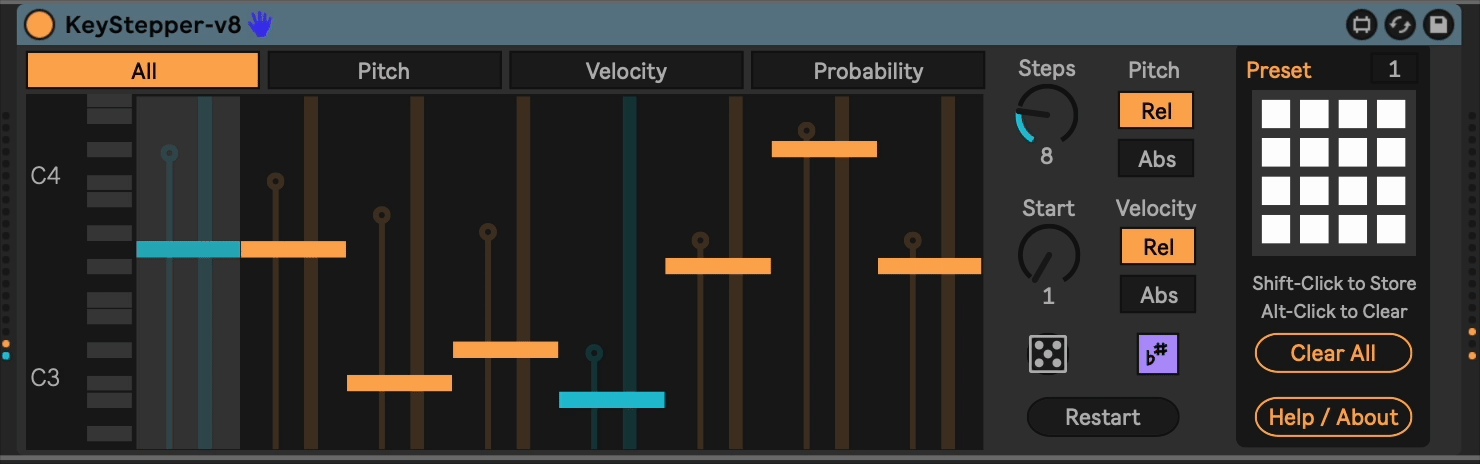 KeyStepper-v8
All
Pitch
Velocity
Probability
C4
C3
Steps
8
Start
1
Pitch
Rel
Abs
Velocity
Rel
Abs
♭♯
Restart
Preset
1
Shift-Click to Store
Alt-Click to Clear
Clear All
Help / About